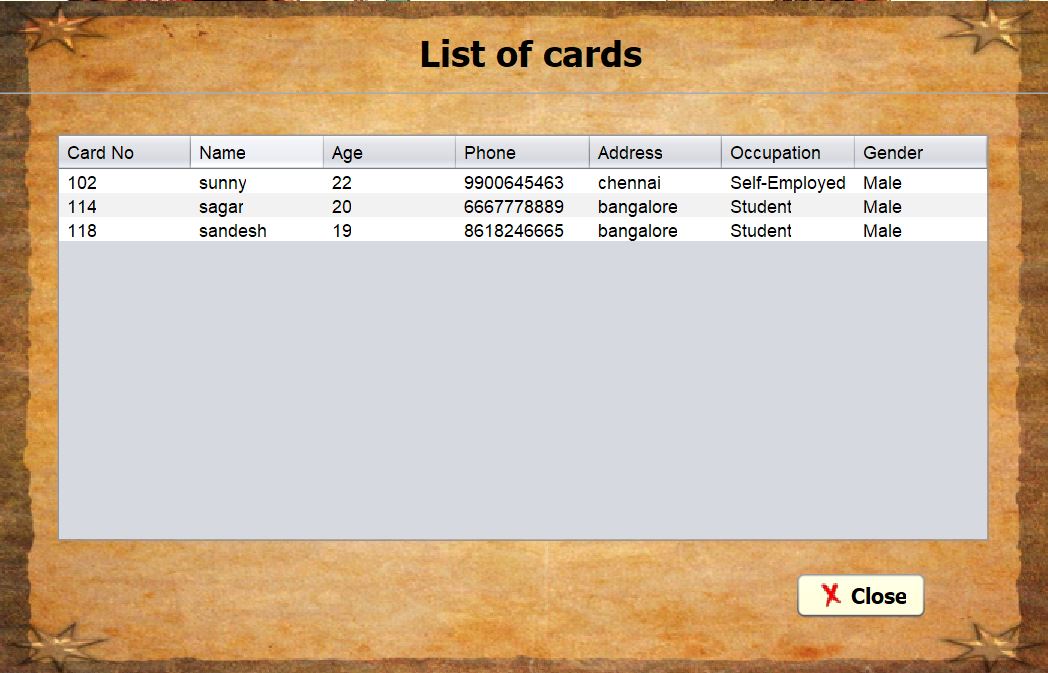 List of cards
Card No Name Age Phone Address Occupation Gender
102 sunny 22 9900645463 chennai Self-Employed Male
114 sagar 20 6667778889 bangalore Student Male
118 sandesh 19 8618246665 bangalore Student Male
Close